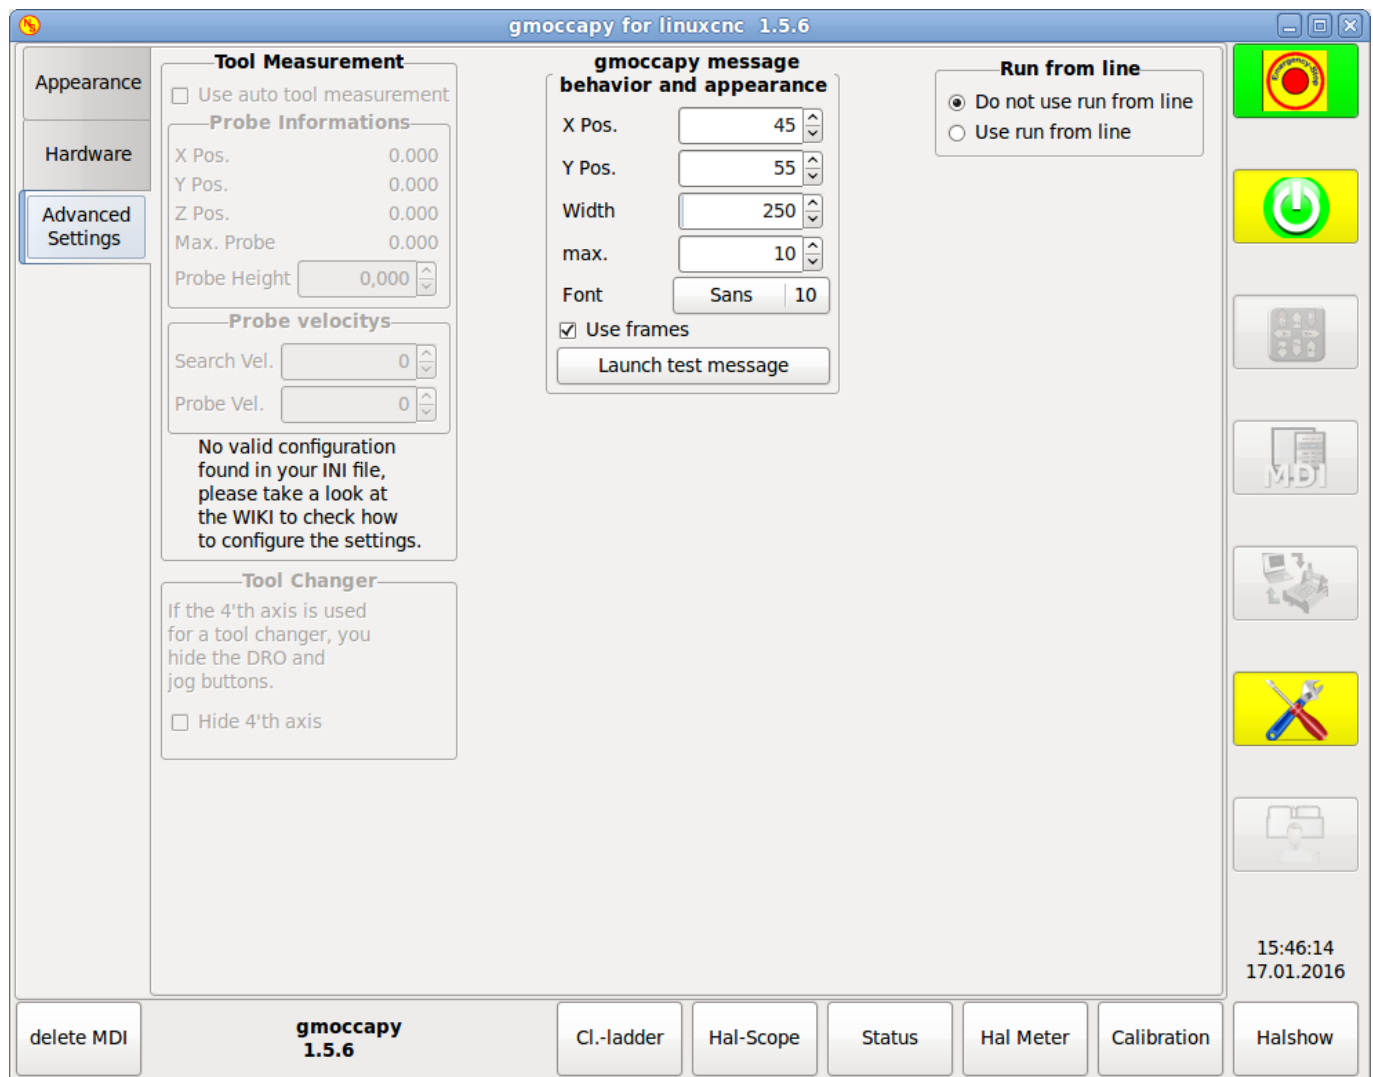 gmoccapy for linuxcnc 1.5.6
Appearance
Hardware
Advanced
Settings
Tool Measurement
Use auto tool measurement
Probe Informations
X Pos. 0.000
Y Pos. 0.000
Z Pos. 0.000
Max. Probe 0.000
Probe Height 0,000
Probe velocitys
Search Vel. 0
Probe Vel. 0
No valid configuration
found in your INI file,
please take a look at
the WIKI to check how
to configure the settings.
Tool Changer
If the 4'th axis is used
for a tool changer, you
hide the DRO and
jog buttons.
Hide 4'th axis
gmoccapy message
behavior and appearance
X Pos. 45
Y Pos. 55
Width 250
max. 10
Font Sans 10
Use frames
Launch test message
Run from line
Do not use run from line
Use run from line
Emergency-Stop
MDI
15:46:14
17.01.2016
delete MDI
gmoccapy
1.5.6
Cl.-ladder
Hal-Scope
Status
Hal Meter
Calibration
Halshow